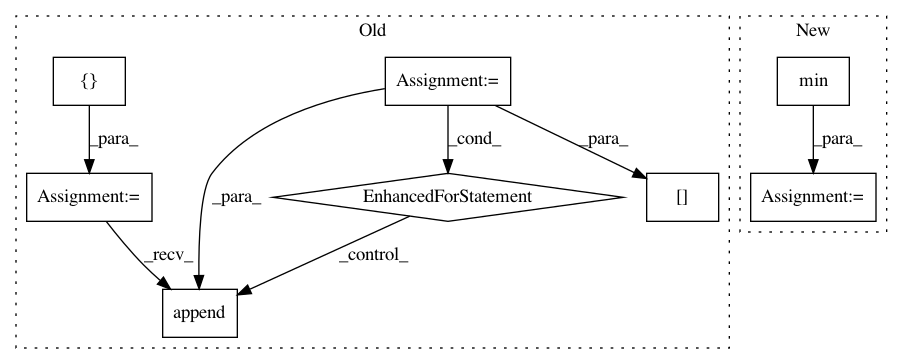 Old
New
{}
Assignment:=
min
_para_
_cond_
_para_
_para_
Assignment:=
_para_
EnhancedForStatement
[]
Assignment:=
_recv_
_control_
append